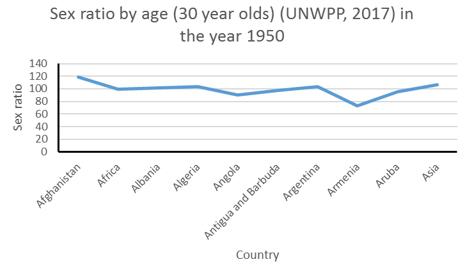 Sex ratio by age (30 year olds) (UNWPP, 2017) in
the year 1950
140
120
100
80
60
40
20
0
Sex ratio
Afghanistan
Africa
Albania
Algeria
Angola
Antigua and Barbuda
Argentina
Armenia
Aruba
Asia
Country